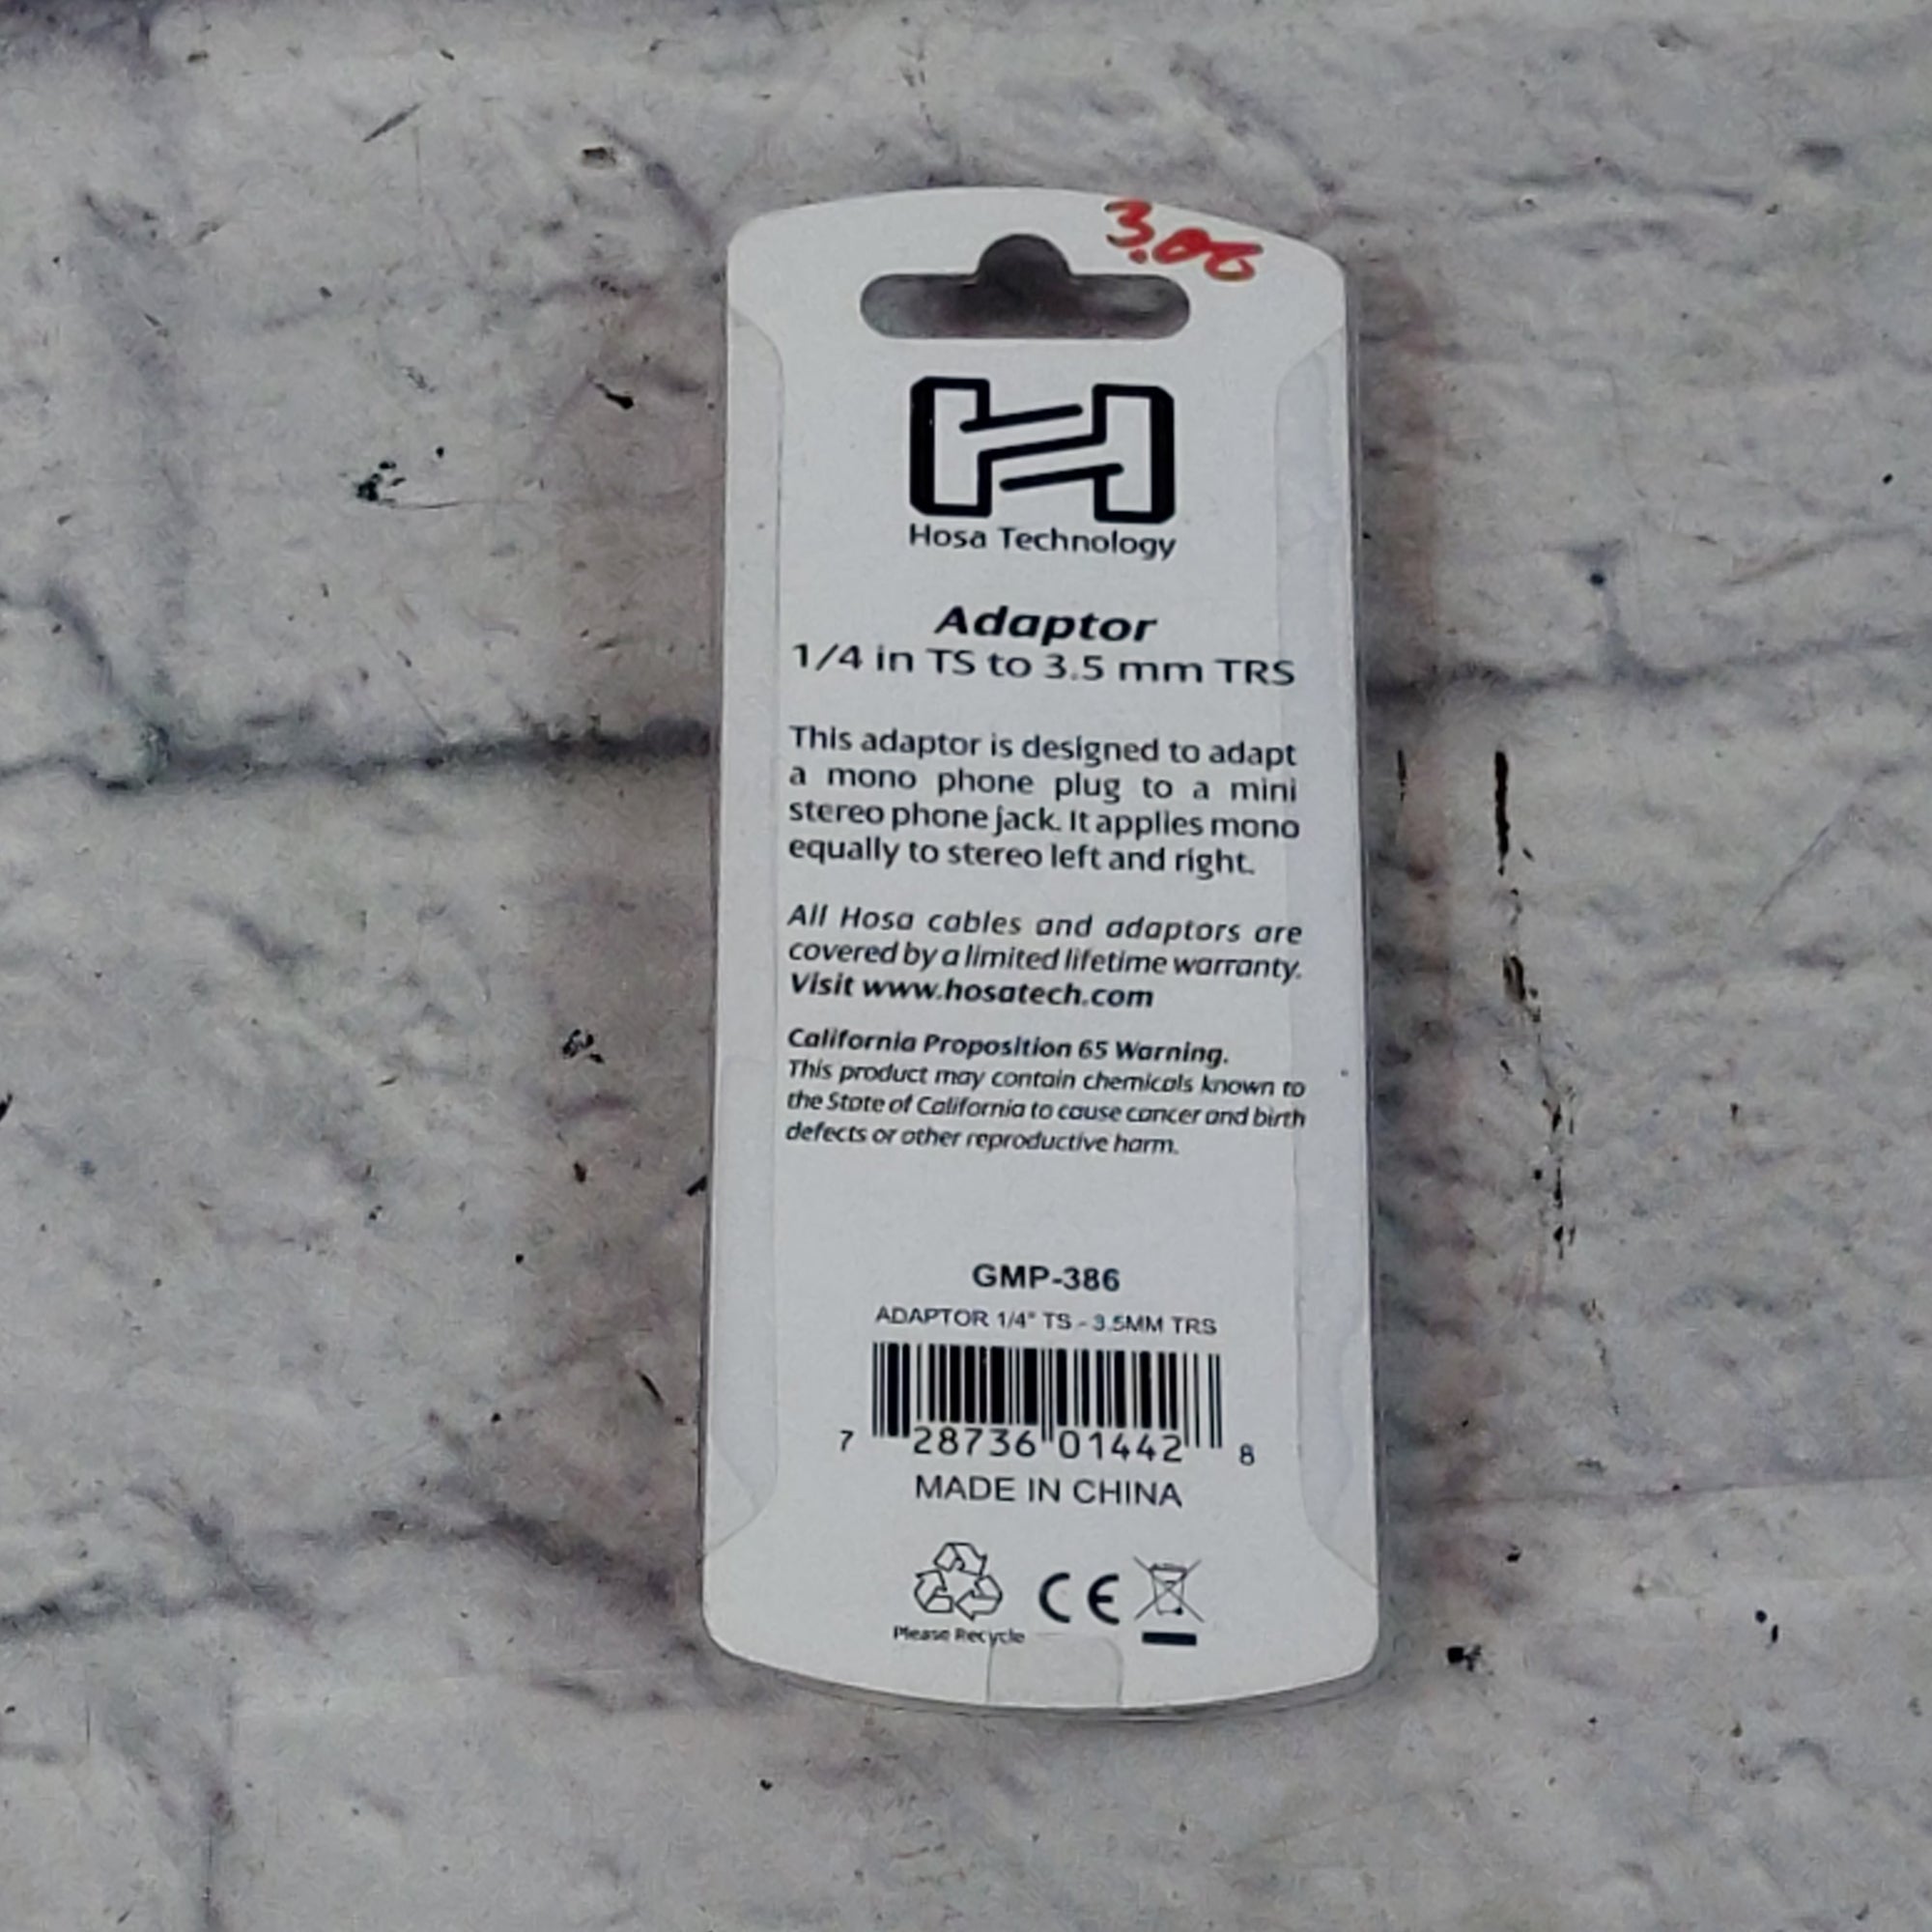 3.00
Hosa Technology
Adaptor
1/4 in TS to 3.5 mm TRS
This adaptor is designed to adapt
a mono phone plug to a mini
stereo phone jack. It applies mono
equally to stereo left and right.
All Hosa cables and adaptors are
covered by a limited lifetime warranty.
Visit www.hosatech.com
California Proposition 65 Warning.
This product may contain chemicals known to
the State of California to cause cancer and birth
defects or other reproductive harm.
GMP-386
ADAPTOR 1/4" TS - 3.5MM TRS
7 28736 01442 8
MADE IN CHINA
CE
Please Recycle